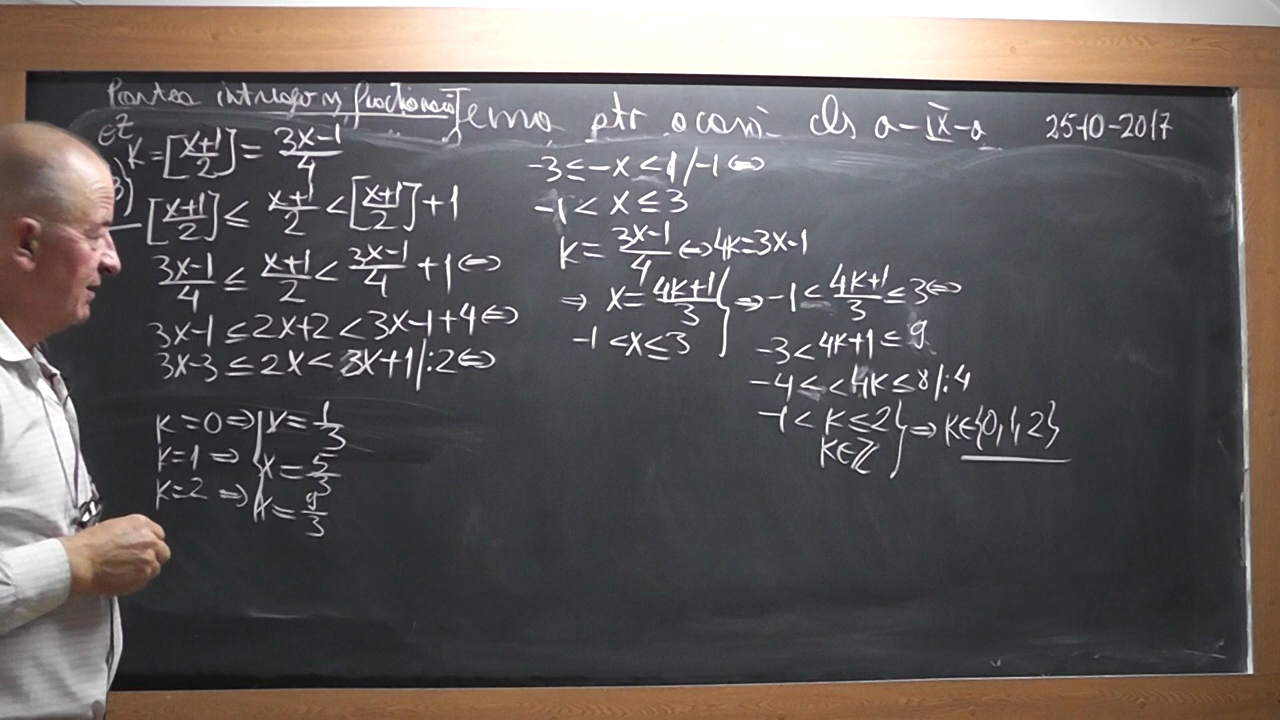 Partea întreagă și fracționară Temă ptr acasă cls a-IX-a 25-10-2017
∈Z
3) K=[x+1/2]=3x-1/4
[x+1/2]≤x+1/2<[x+1/2]+1
3x-1/4≤x+1/2<3x-1/4+1⇔
3x-1≤2x+2<3x-1+4⇔
3x-3≤2x<3x+1|:2⇔
K=0⇒|x=1/3
K=1⇒|x=5/3
K=2⇒|x=9/3
-3≤-x<1/-1⇔
-1<x≤3
K=3x-1/4⇔4K=3x-1
⇒x=4K+1/3}⇒-1<4K+1/3≤3⇔
-1<x≤3
-3<4K+1≤9
-4<<4K≤8|:4
-1<K≤2}⇒K∈{0,1,2}
K∈Z